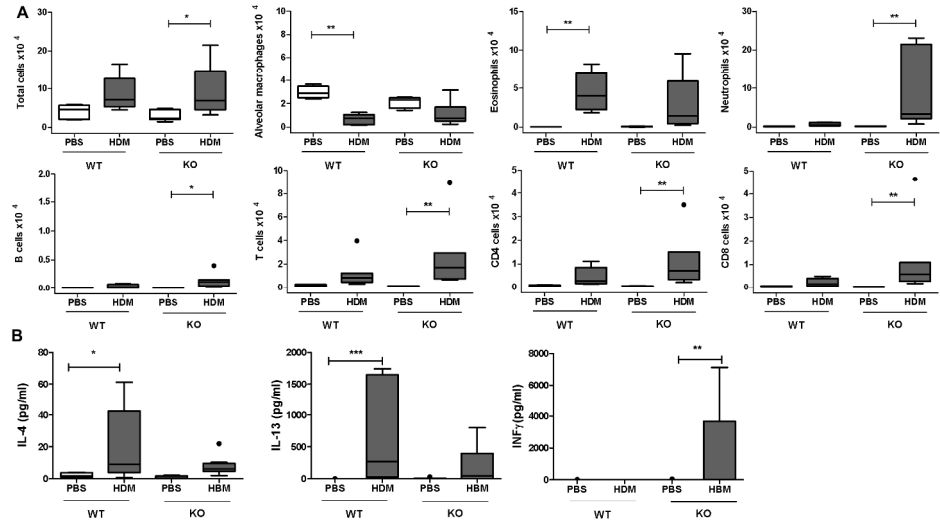 A
Total cells x10 4
30
20
10
0
*
PBS HDM PBS HDM
WT KO
Alveolar macrophages x10 4
10
8
6
4
2
0
**
PBS HDM PBS HDM
WT KO
Eosinophils x10 4
15
10
5
0
**
PBS HDM PBS HDM
WT KO
Neutrophils x10 4
30
20
10
0
**
PBS HDM PBS HDM
WT KO
B cells x10 4
2.0
1.5
1.0
0.5
0.0
*
PBS HDM PBS HDM
WT KO
T cells x10 4
10
8
6
4
2
0
**
PBS HDM PBS HDM
WT KO
CD4 cells x10 4
5
4
3
2
1
0
**
PBS HDM PBS HDM
WT KO
CD8 cells x10 4
5
4
3
2
1
0
**
PBS HDM PBS HDM
WT KO
B
IL-4 (pg/ml)
80
60
40
20
0
*
PBS HDM PBS HBM
WT KO
IL-13 (pg/ml)
2000
1500
1000
500
0
***
PBS HDM PBS HBM
WT KO
INFγ(pg/ml)
8000
6000
4000
2000
0
**
PBS HDM PBS HBM
WT KO